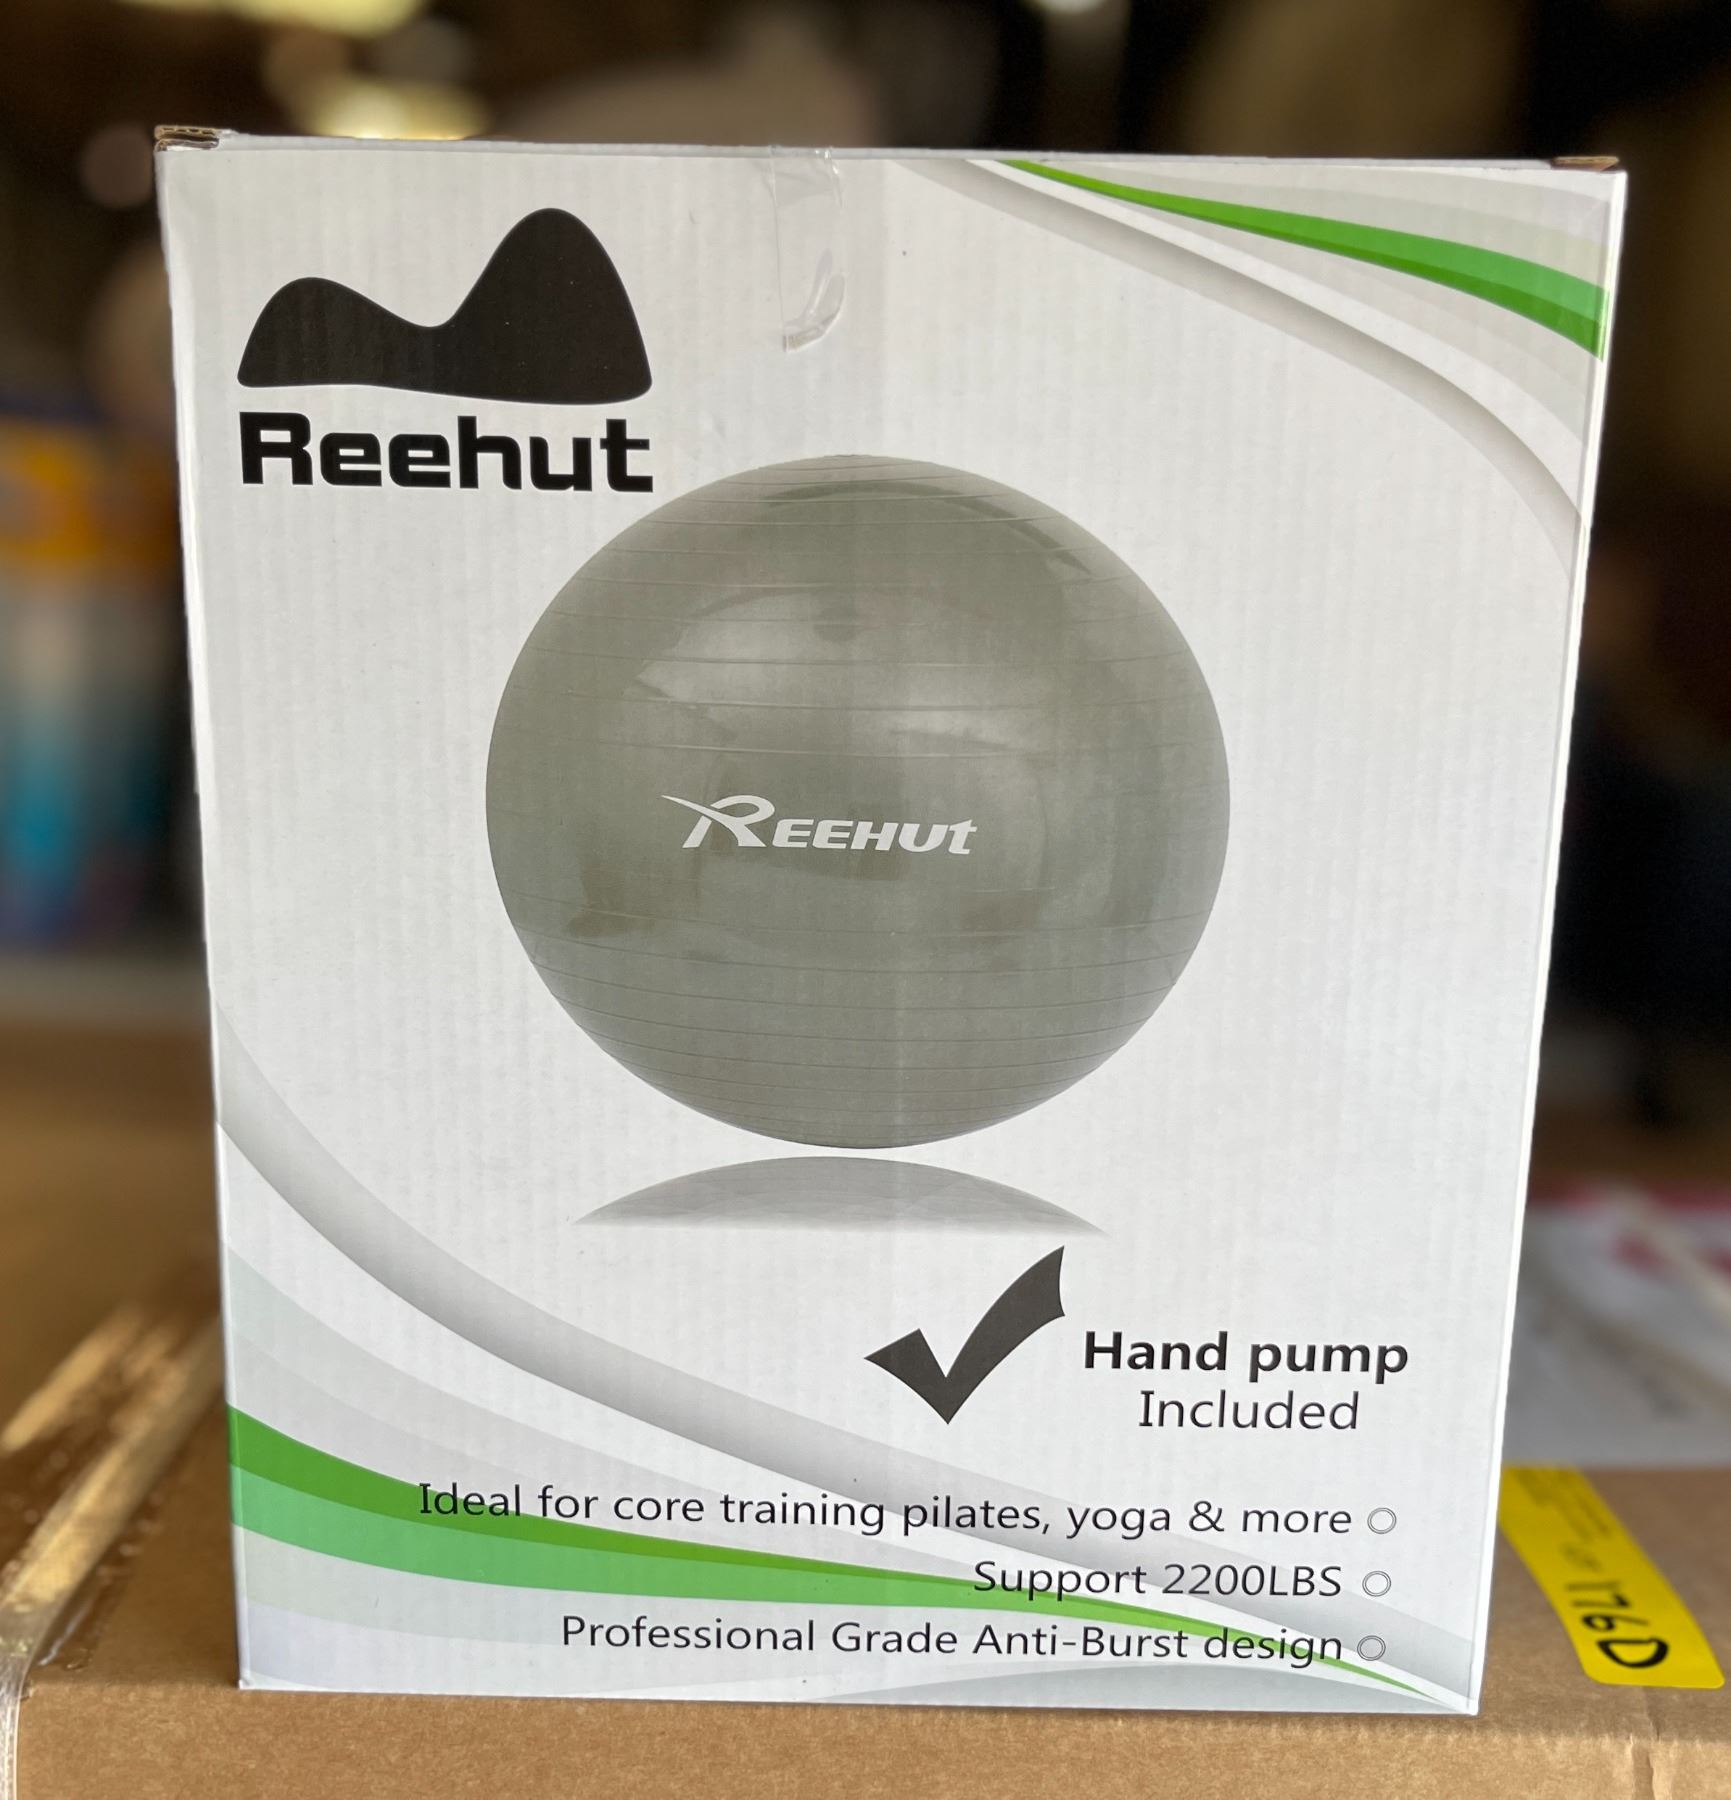 Reehut
REEHUt
Hand pump
Included
Ideal for core training pilates, yoga & more
Support 2200LBS
Professional Grade Anti-Burst design
176D